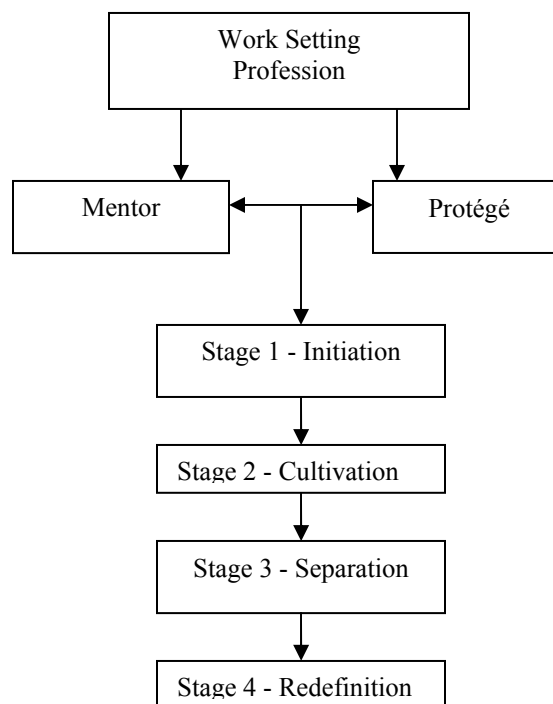 Work Setting
Profession
Mentor
Protégé
Stage 1 - Initiation
Stage 2 - Cultivation
Stage 3 - Separation
Stage 4 - Redefinition